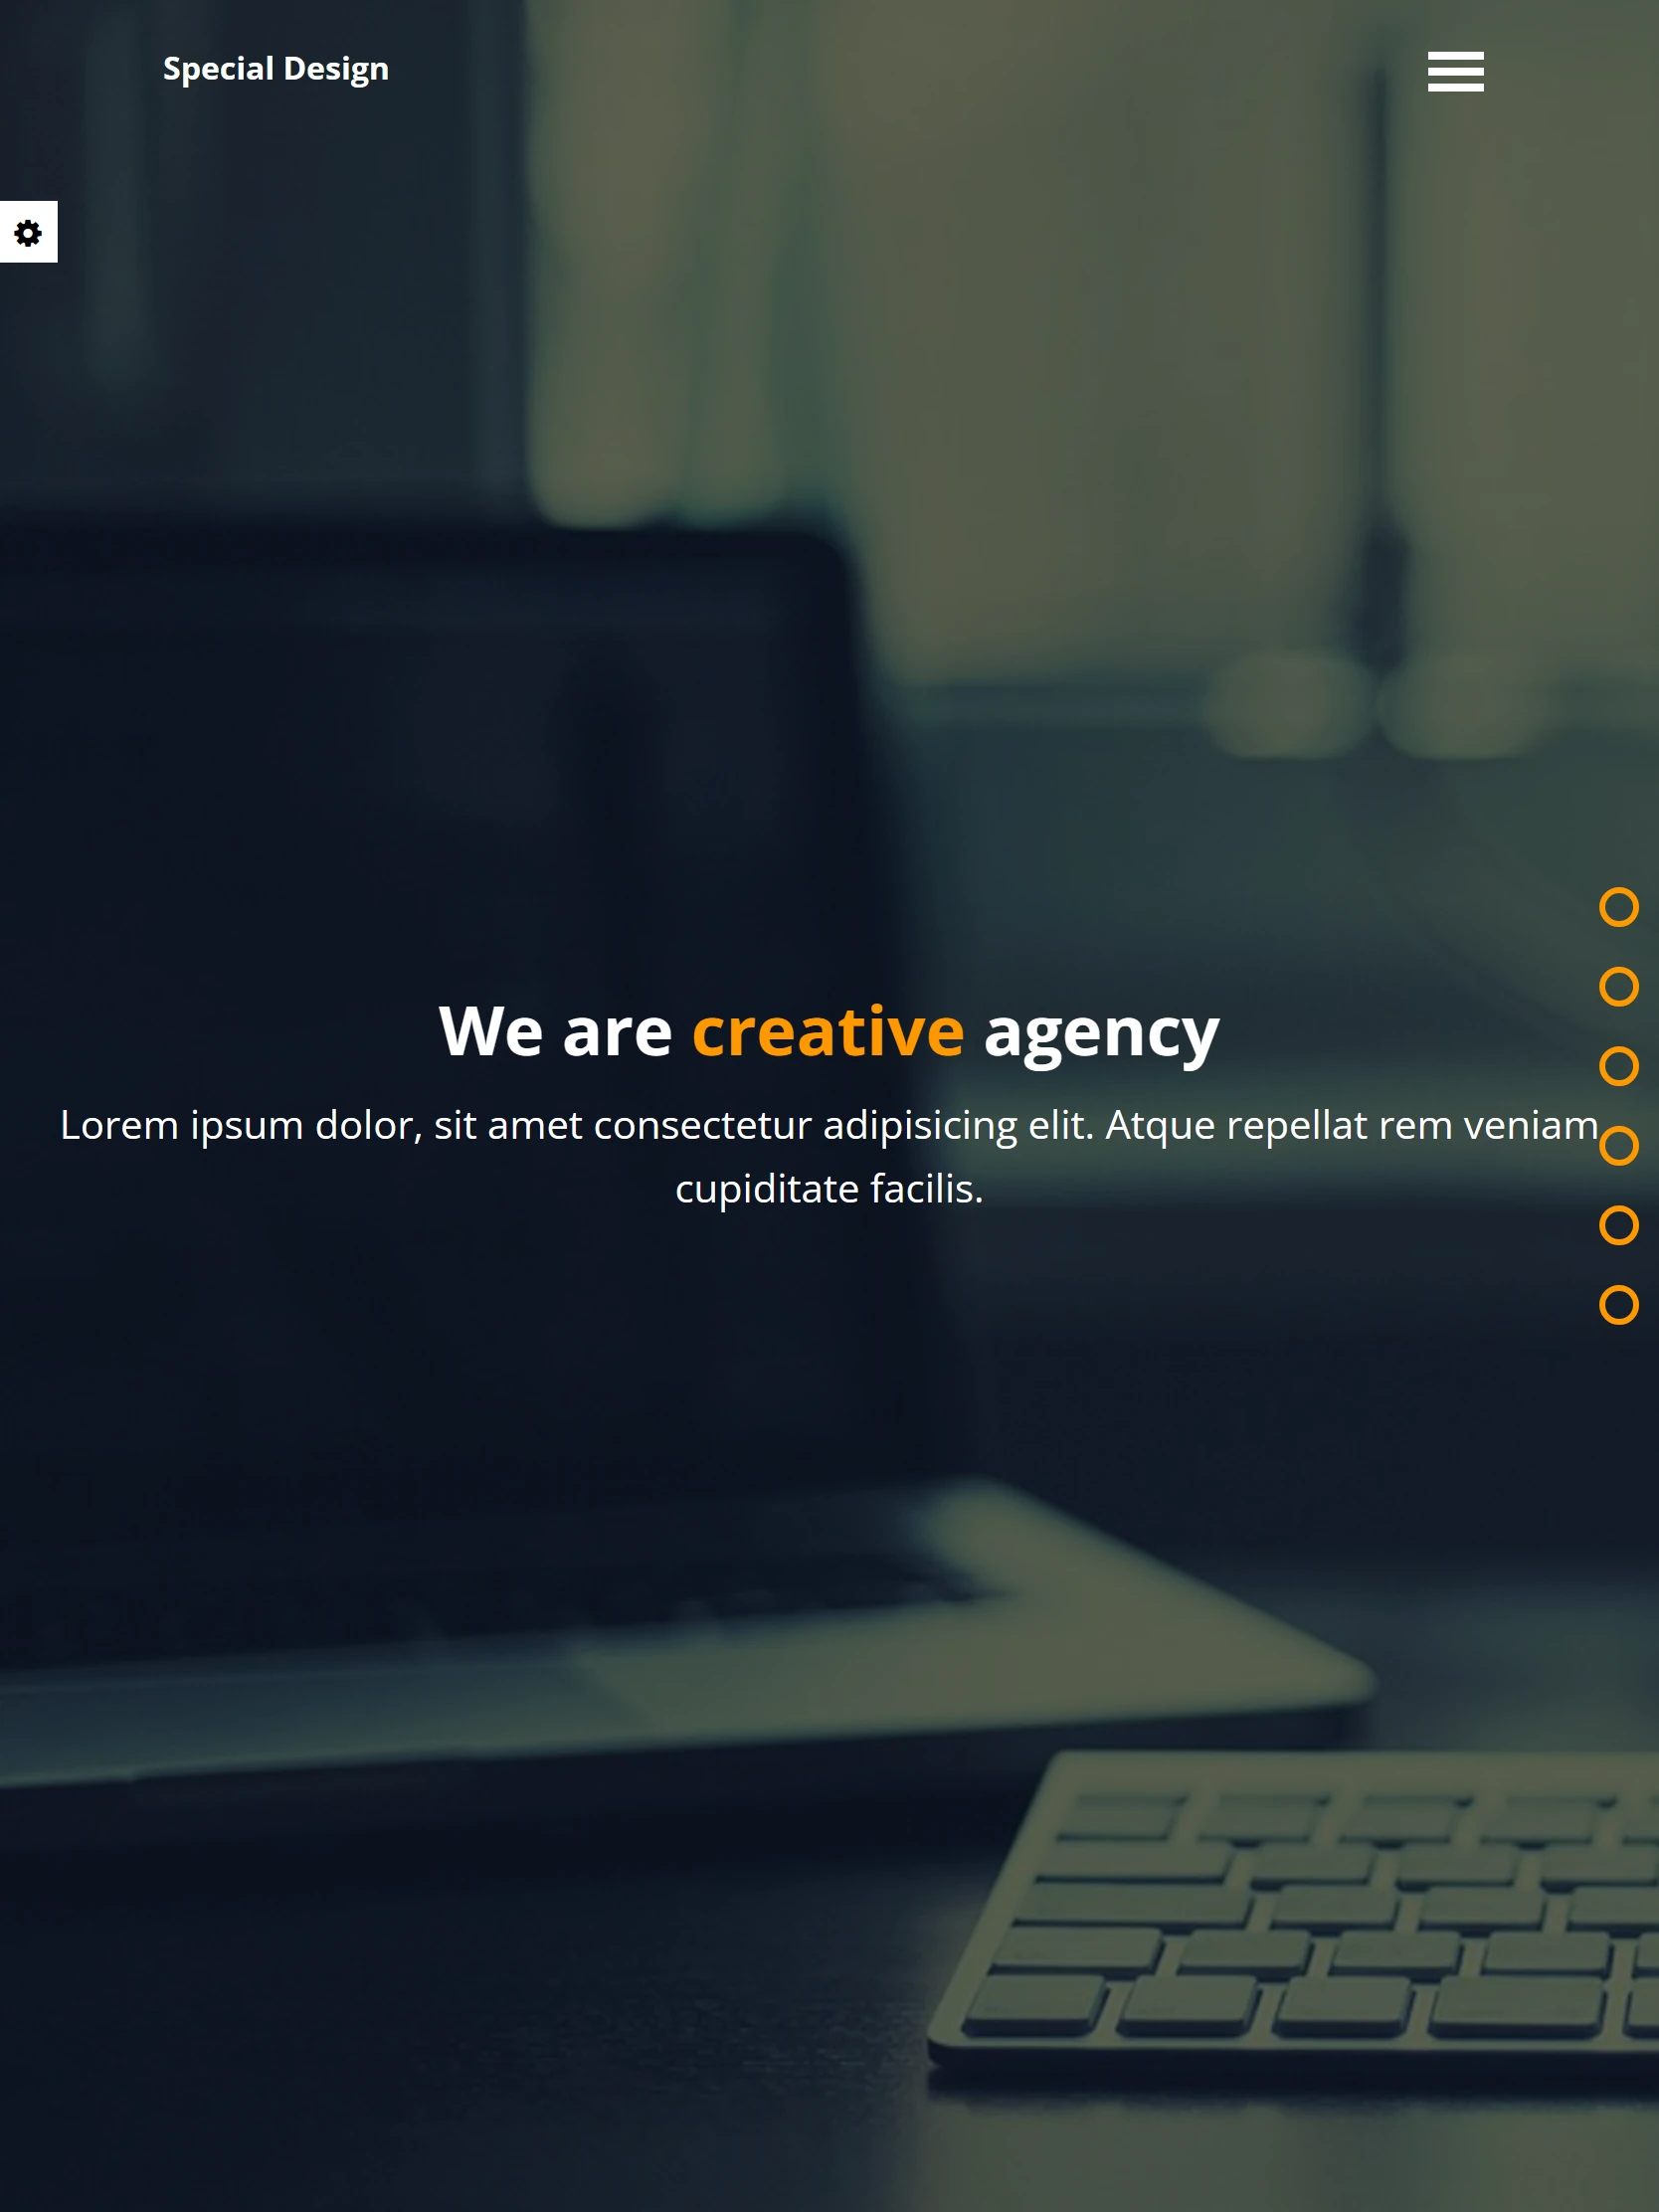 Special Design
We are creative agency
Lorem ipsum dolor, sit amet consectetur adipisicing elit. Atque repellat rem veniam
cupiditate facilis.